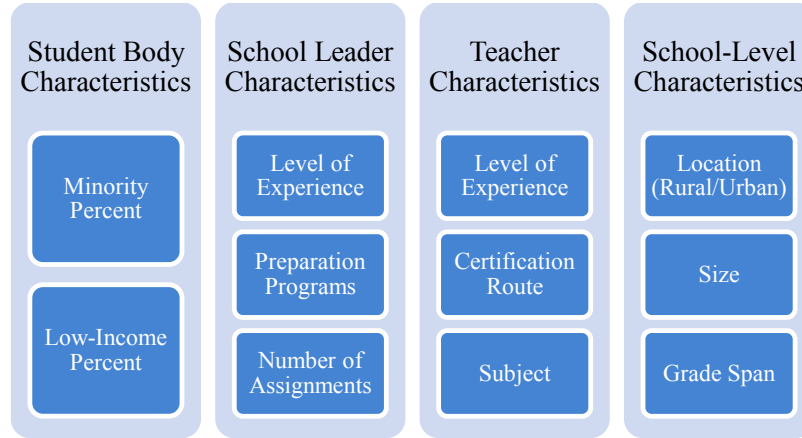 Student Body
Characteristics
Minority
Percent
Low-Income
Percent
School Leader
Characteristics
Level of
Experience
Preparation
Programs
Number of
Assignments
Teacher
Characteristics
Level of
Experience
Certification
Route
Subject
School-Level
Characteristics
Location
(Rural/Urban)
Size
Grade Span